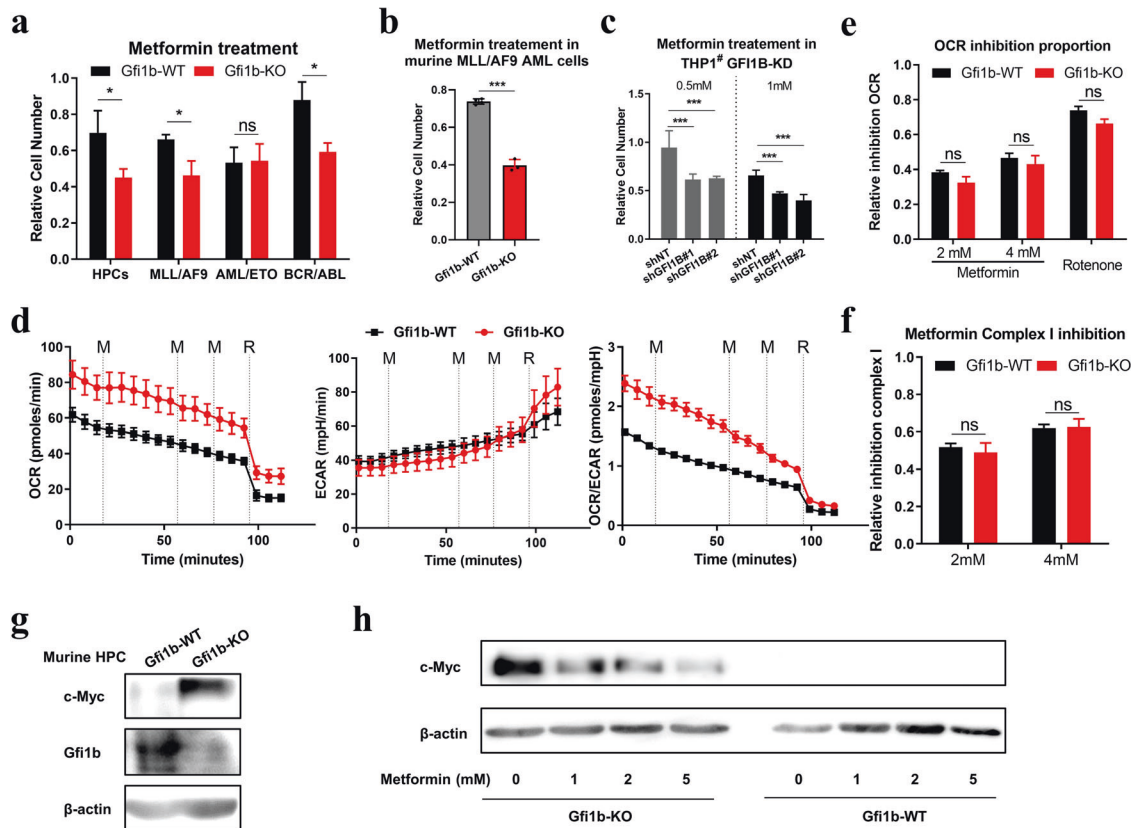 a
Metformin treatment
Gfi1b-WT
Gfi1b-KO
Relative Cell Number
1.0
0.8
0.6
0.4
0.2
0.0
*
*
ns
*
HPCs
MLL/AF9
AML/ETO
BCR/ABL
b
Metformin treatement in
murine MLL/AF9 AML cells
Relative Cell Number
0.8
0.6
0.4
0.2
0.0
***
Gfi1b-WT
Gfi1b-KO
c
Metformin treatement in
THP1# GFI1B-KD
0.5mM
1mM
Relative Cell Number
1.5
1.0
0.5
0.0
***
***
***
***
shNT
shGFI1B#1
shGFI1B#2
shNT
shGFI1B#1
shGFI1B#2
e
OCR inhibition proportion
Gfi1b-WT
Gfi1b-KO
Relative inhibition OCR
1.0
0.8
0.6
0.4
0.2
0.0
ns
ns
ns
2 mM
4 mM
Metformin
Rotenone
d
Gfi1b-WT
Gfi1b-KO
M
M
M
R
OCR (pmoles/min)
100
80
60
40
20
0
0
50
100
Time (minutes)
M
M
M
R
ECAR (mpH/min)
100
80
60
40
20
0
0
50
100
Time (minutes)
M
M
M
R
OCR/ECAR (pmoles/mpH)
3
2
1
0
0
50
100
Time (minutes)
f
Metformin Complex I inhibition
Gfi1b-WT
Gfi1b-KO
Relative inhibition complex I
1.0
0.8
0.6
0.4
0.2
0.0
ns
ns
2mM
4mM
g
Murine HPC
Gfi1b-WT
Gfi1b-KO
c-Myc
Gfi1b
β-actin
h
c-Myc
β-actin
Metformin (mM) 0 1 2 5 0 1 2 5
Gfi1b-KO
Gfi1b-WT